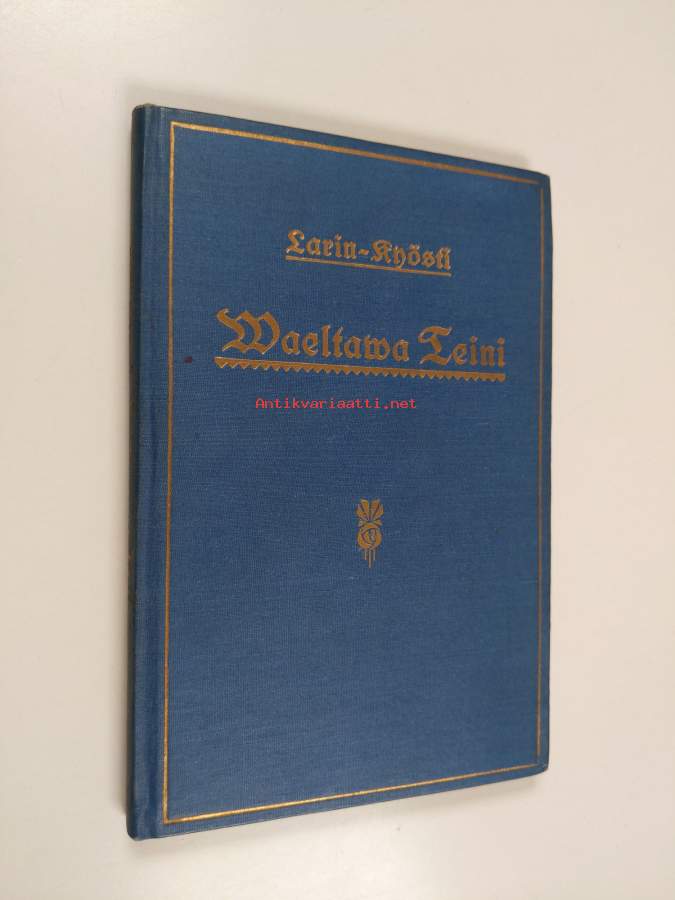 Larin-Kyösti
Waeltawa Teini
Antikvariaatti.net